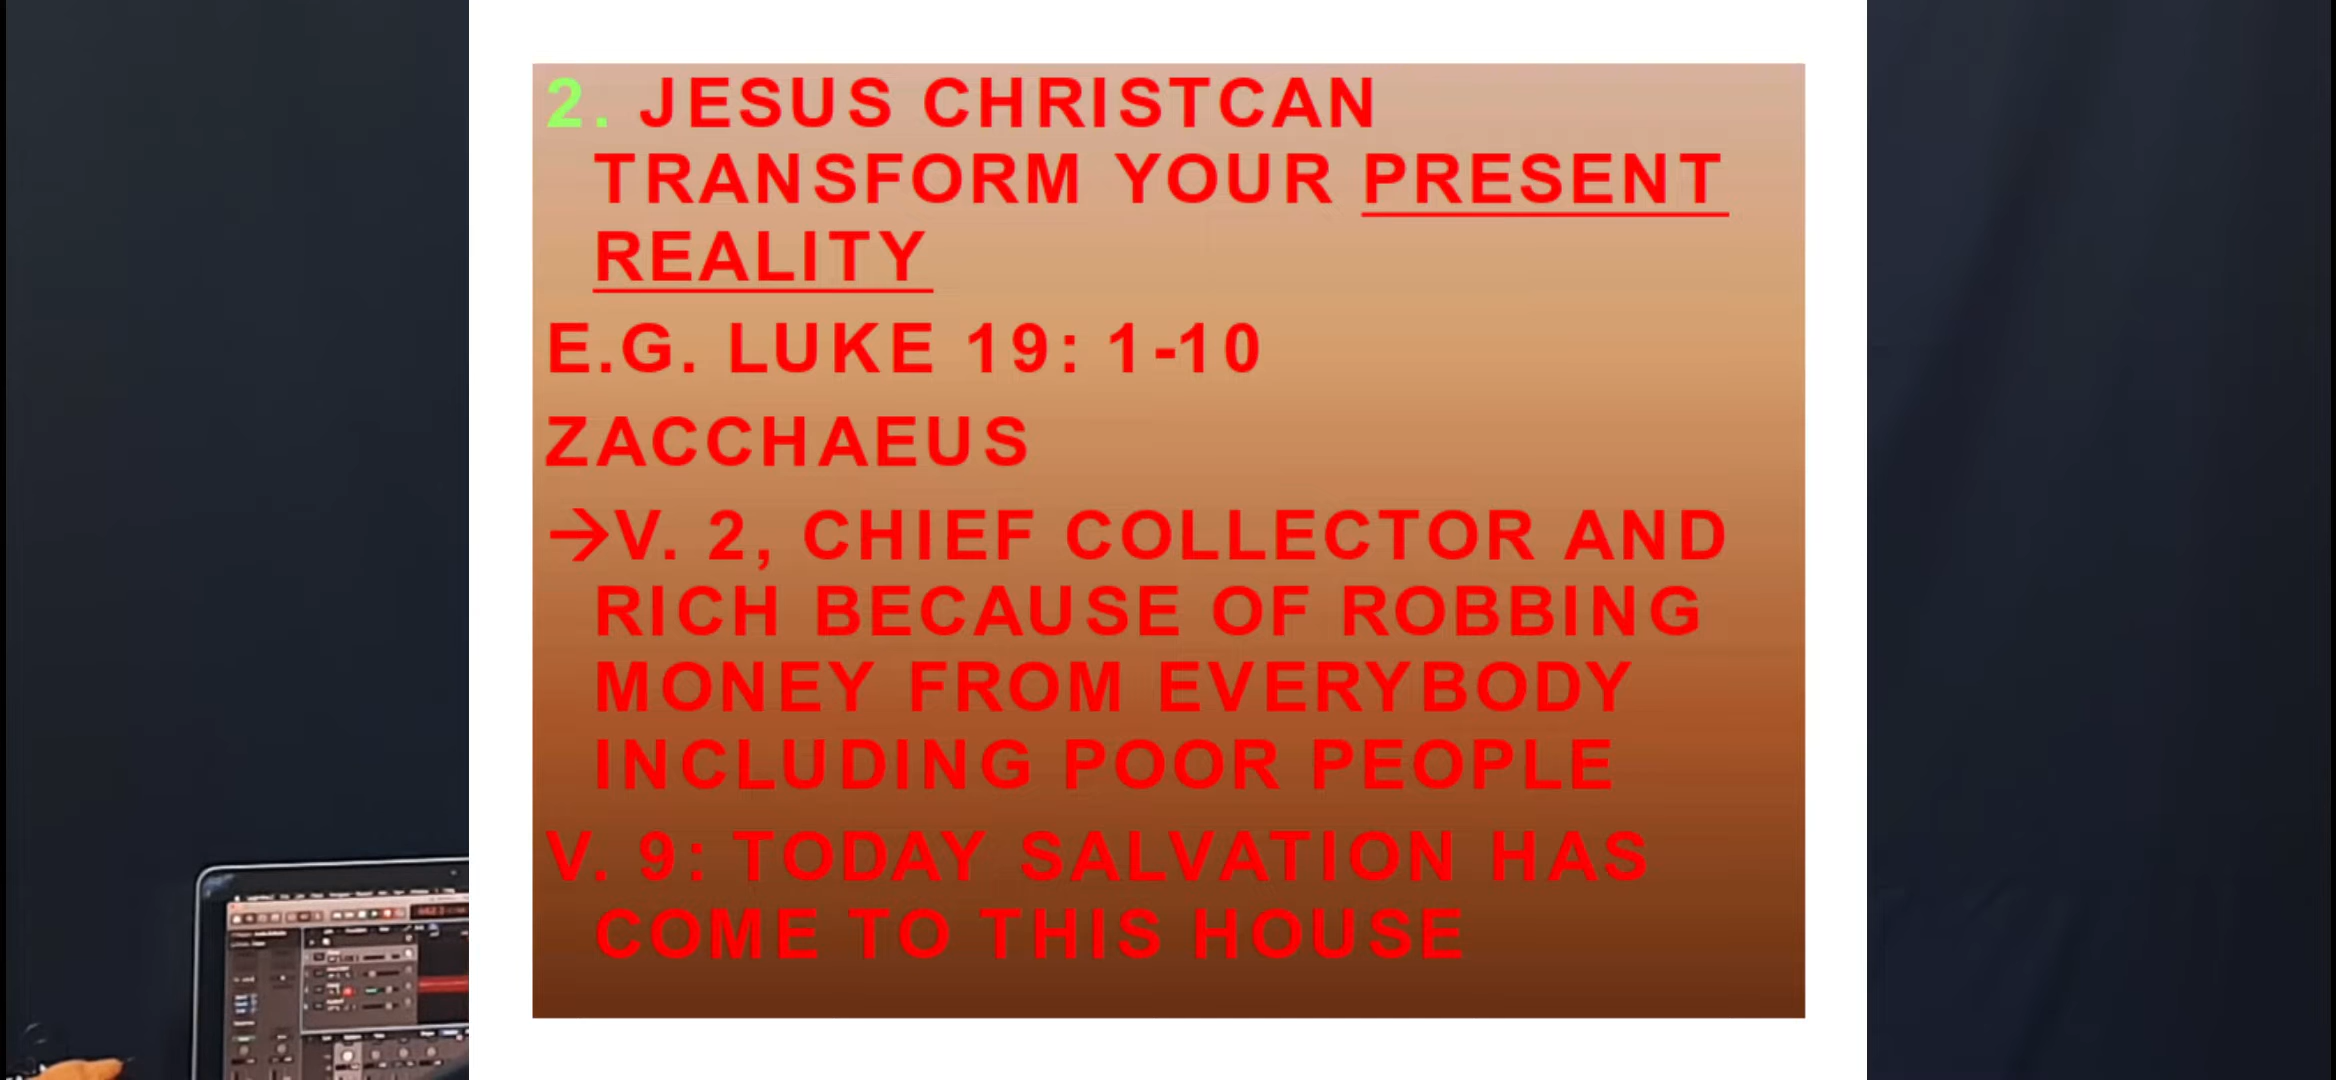 2. JESUS CHRISTCAN
TRANSFORM YOUR PRESENT
REALITY
E.G. LUKE 19: 1-10
ZACCHAEUS
→V. 2, CHIEF COLLECTOR AND
RICH BECAUSE OF ROBBING
MONEY FROM EVERYBODY
INCLUDING POOR PEOPLE
V. 9: TODAY SALVATION HAS
COME TO THIS HOUSE